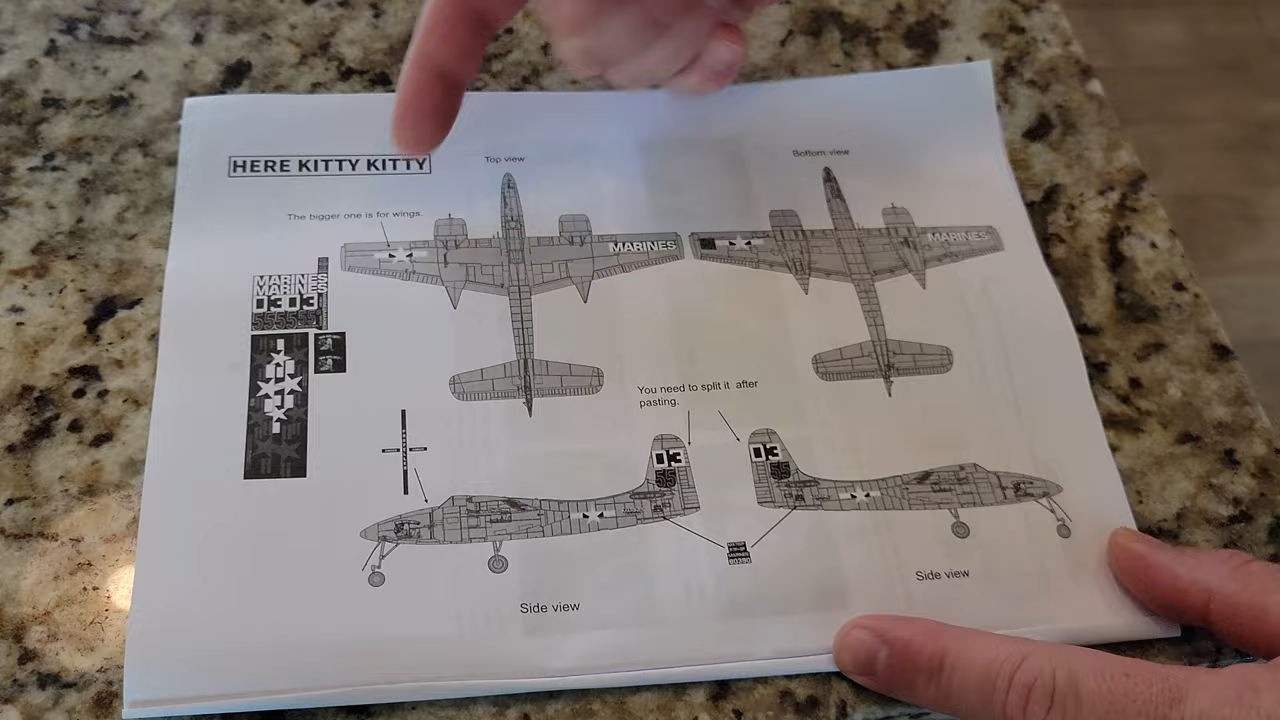 HERE KITTY KITTY
Top view
Bottom view
The bigger one is for wings.
MARINES
MARINES
MARINES
MARINES
0303
555555
You need to split it after
pasting.
03
55
03
55
MARINES
Side view
Side view